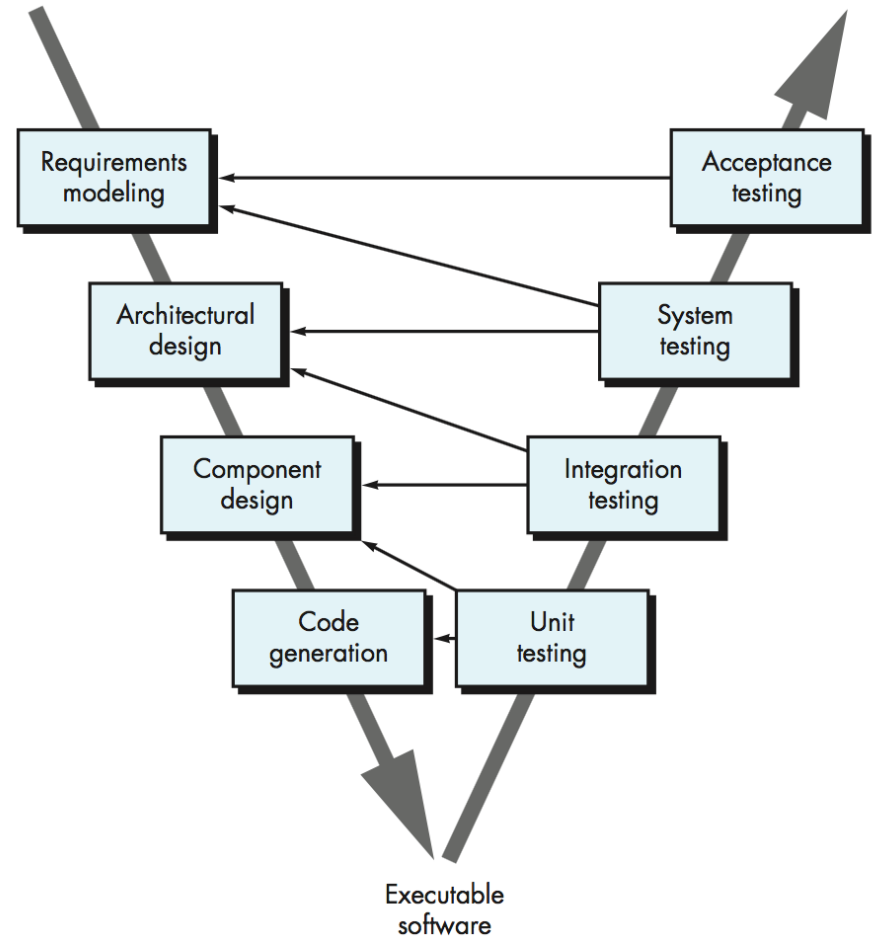 Requirements
modeling
Acceptance
testing
Architectural
design
System
testing
Component
design
Integration
testing
Code
generation
Unit
testing
Executable
software